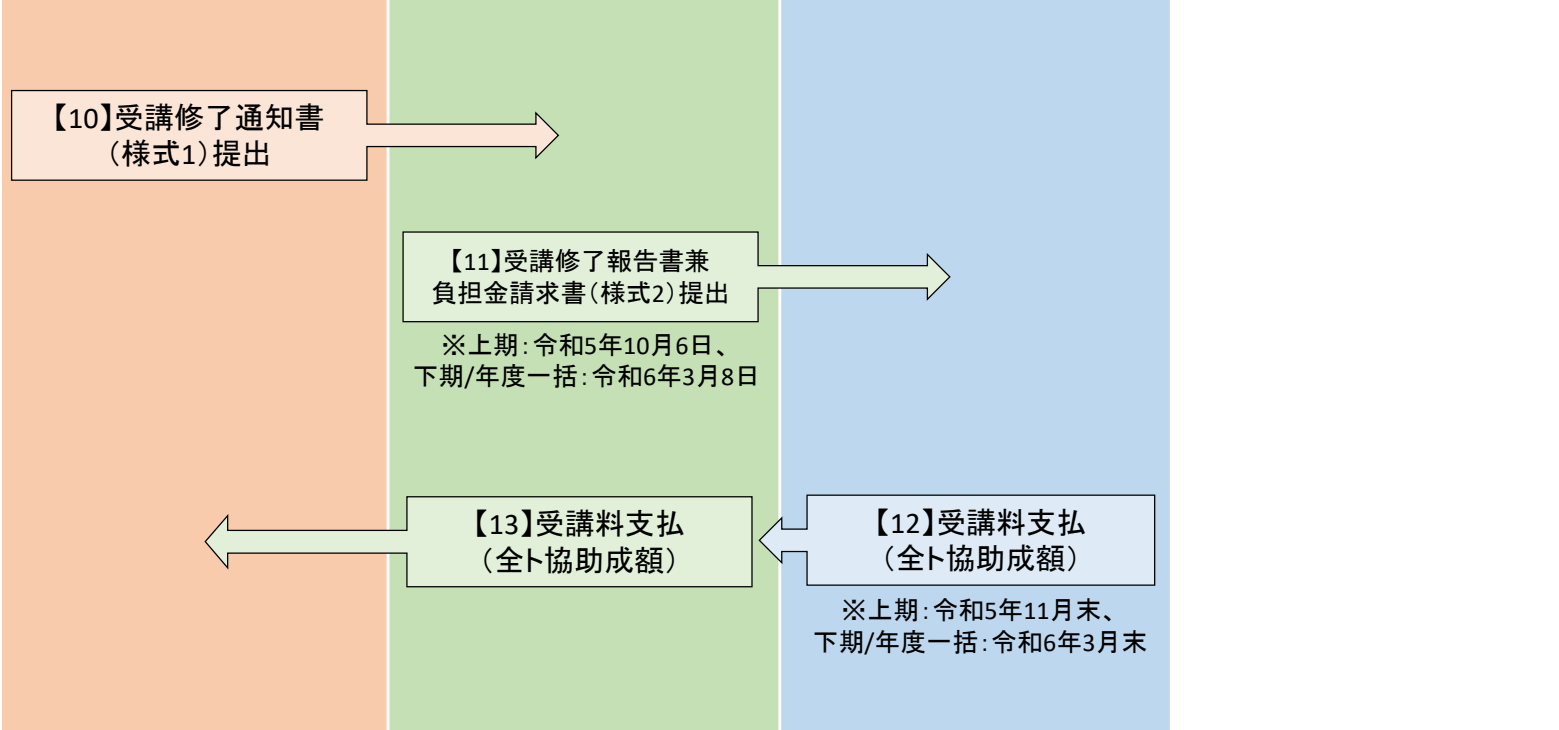 【10】受講修了通知書
（様式1）提出
【11】受講修了報告書兼
負担金請求書（様式2）提出
※上期：令和5年10月6日、
下期/年度一括：令和6年3月8日
【13】受講料支払
（全ト協助成額）
【12】受講料支払
（全ト協助成額）
※上期：令和5年11月末、
下期/年度一括：令和6年3月末